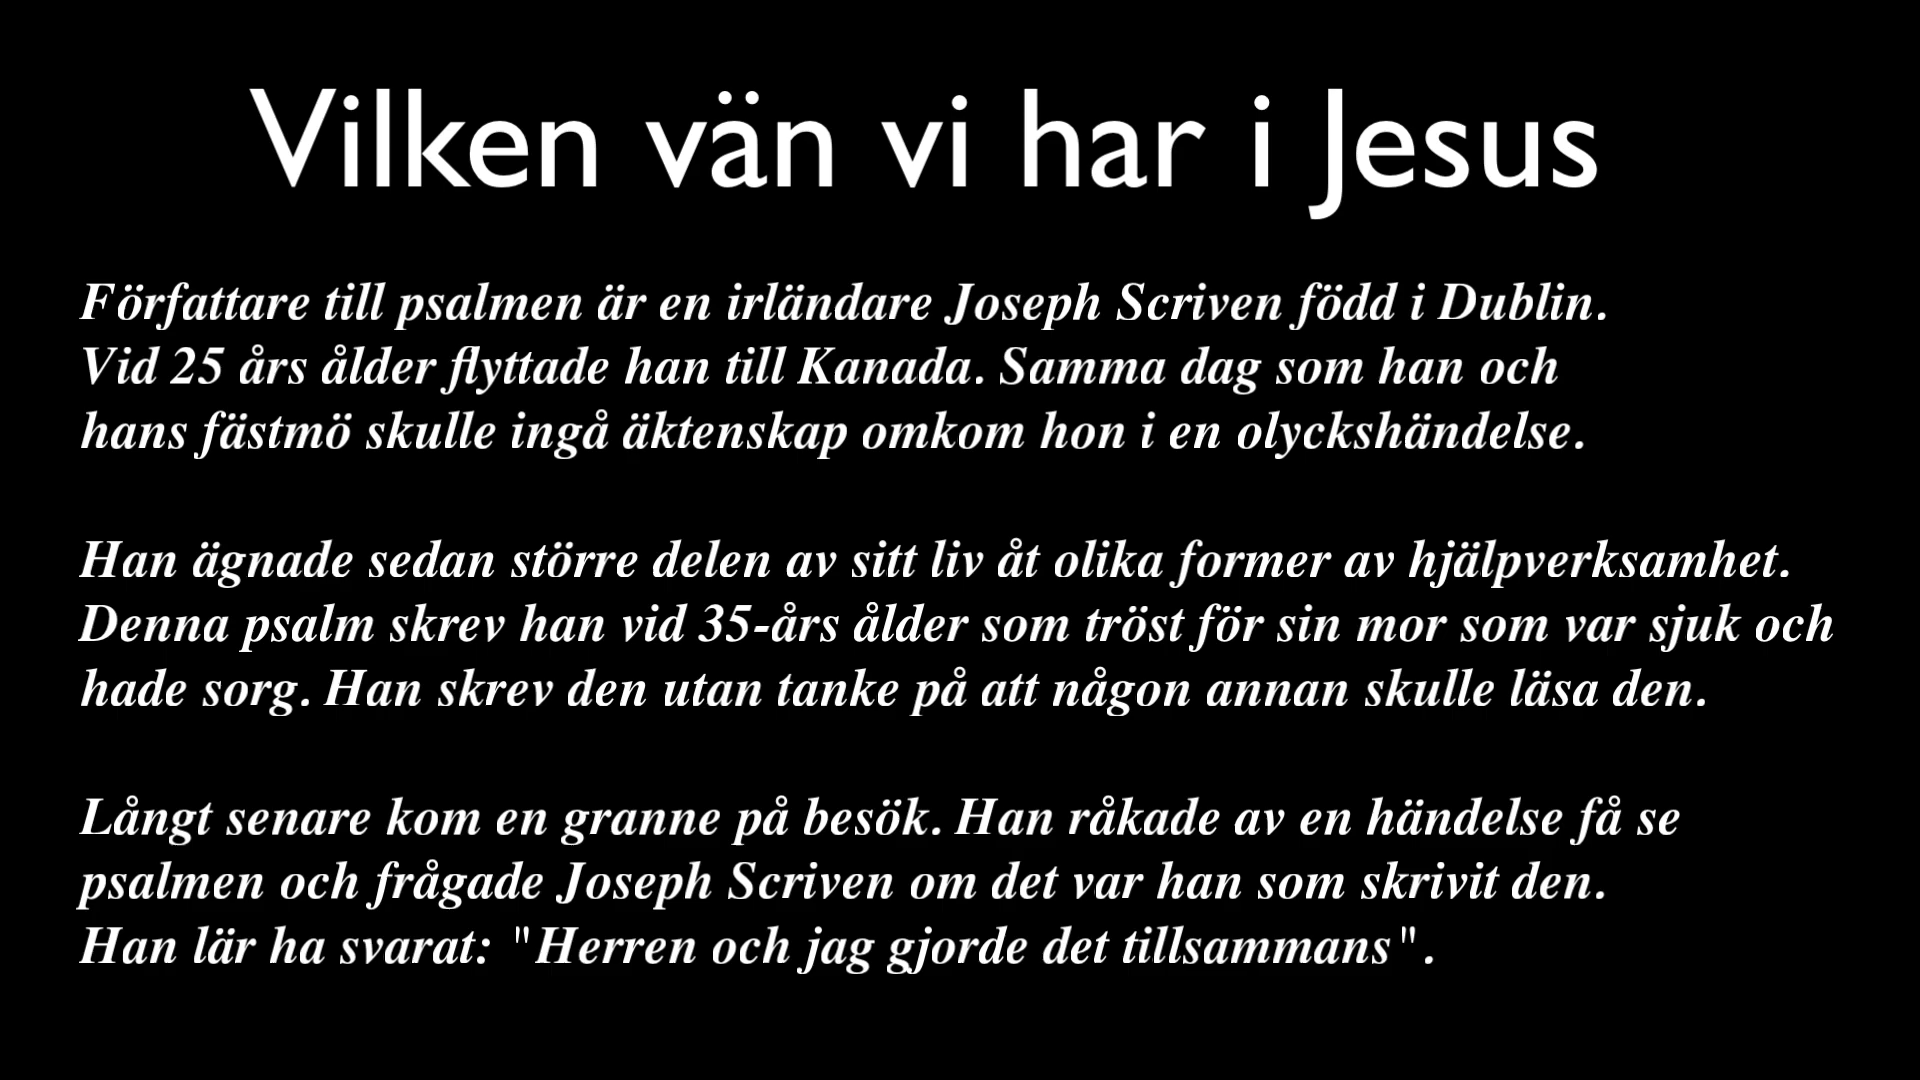 Vilken vän vi har i Jesus
Författare till psalmen är en irländare Joseph Scriven född i Dublin.
Vid 25 års ålder flyttade han till Kanada. Samma dag som han och
hans fästmö skulle ingå äktenskap omkom hon i en olyckshändelse.
Han ägnade sedan större delen av sitt liv åt olika former av hjälpverksamhet.
Denna psalm skrev han vid 35-års ålder som tröst för sin mor som var sjuk och
hade sorg. Han skrev den utan tanke på att någon annan skulle läsa den.
Långt senare kom en granne på besök. Han råkade av en händelse få se
psalmen och frågade Joseph Scriven om det var han som skrivit den.
Han lär ha svarat: "Herren och jag gjorde det tillsammans".